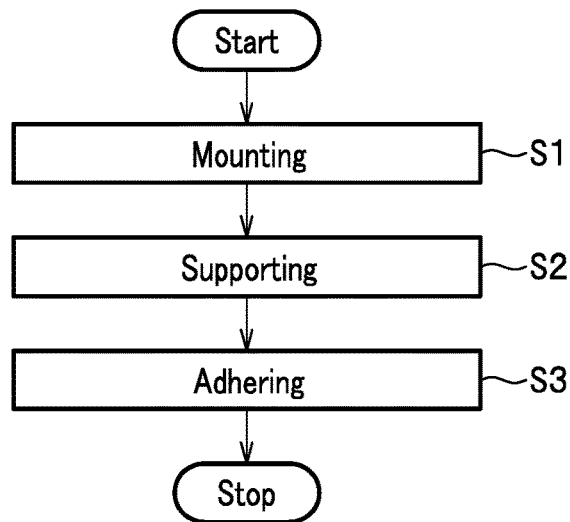 Start
Mounting S1
Supporting S2
Adhering S3
Stop